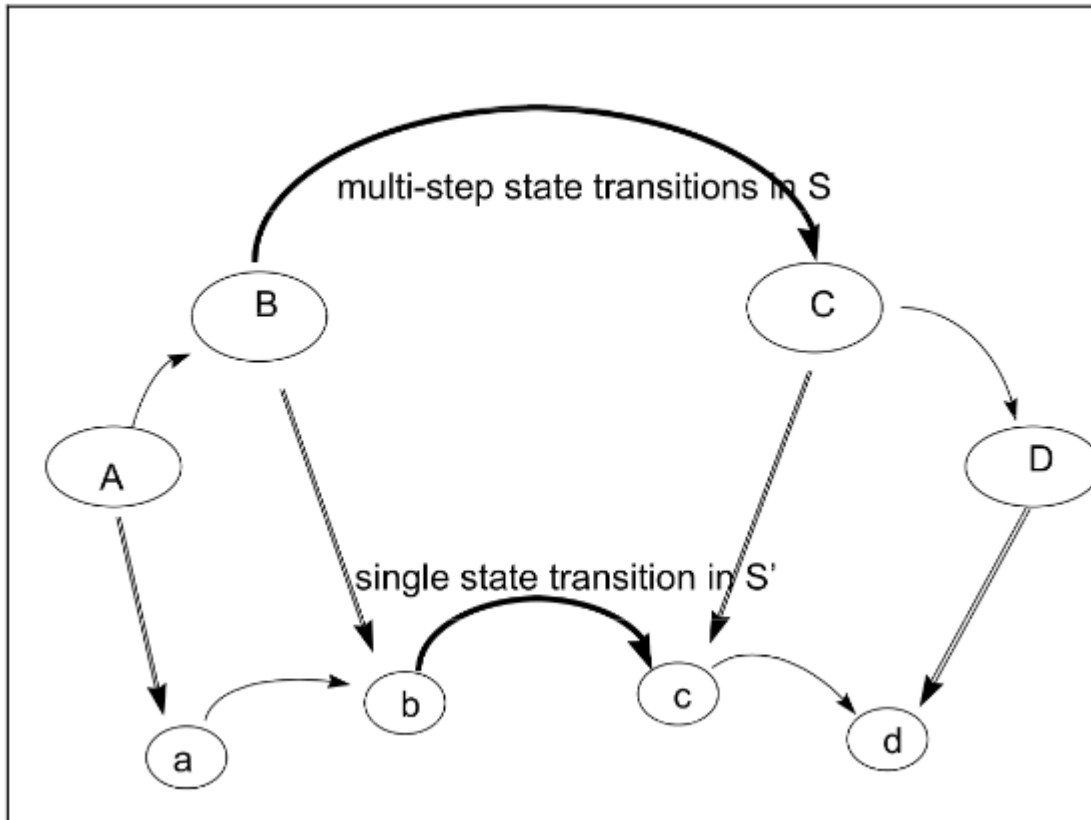 multi-step state transitions in S
B
C
A
D
single state transition in S’
b
c
a
d